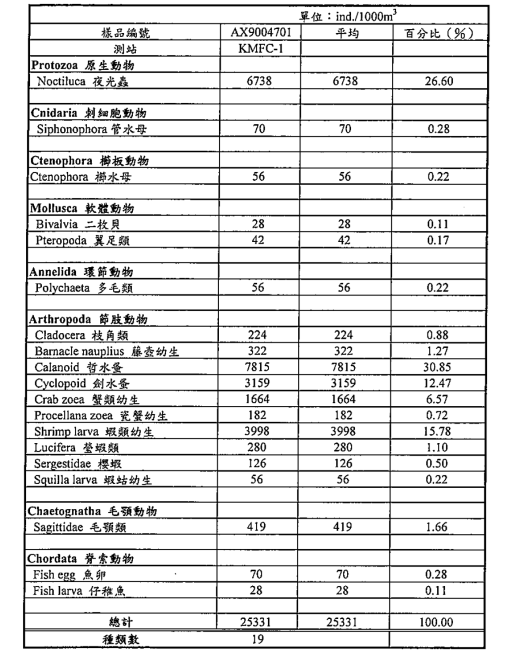 單位：ind./1000m³
樣品編號 AX9004701 平均 百分比（%）
測站 KMFC-1
Protozoa 原生動物
Noctiluca 夜光蟲 6738 6738 26.60
Cnidaria 刺細胞動物
Siphonophora 管水母 70 70 0.28
Ctenophora 櫛板動物
Ctenophora 櫛水母 56 56 0.22
Mollusca 軟體動物
Bivalvia 二枚貝 28 28 0.11
Pteropoda 翼足類 42 42 0.17
Annelida 環節動物
Polychaeta 多毛類 56 56 0.22
Arthropoda 節肢動物
Cladocera 枝角類 224 224 0.88
Barnacle nauplius 藤壺幼生 322 322 1.27
Calanoid 哲水蚤 7815 7815 30.85
Cyclopoid 劍水蚤 3159 3159 12.47
Crab zoea 蟹類幼生 1664 1664 6.57
Procellana zoea 瓷蟹幼生 182 182 0.72
Shrimp larva 蝦類幼生 3998 3998 15.78
Lucifera 瑩蝦類 280 280 1.10
Sergestidae 櫻蝦 126 126 0.50
Squilla larva 蝦蛄幼生 56 56 0.22
Chaetognatha 毛顎動物
Sagittidae 毛顎類 419 419 1.66
Chordata 脊索動物
Fish egg 魚卵 70 70 0.28
Fish larva 仔稚魚 28 28 0.11
總計 25331 25331 100.00
種類數 19